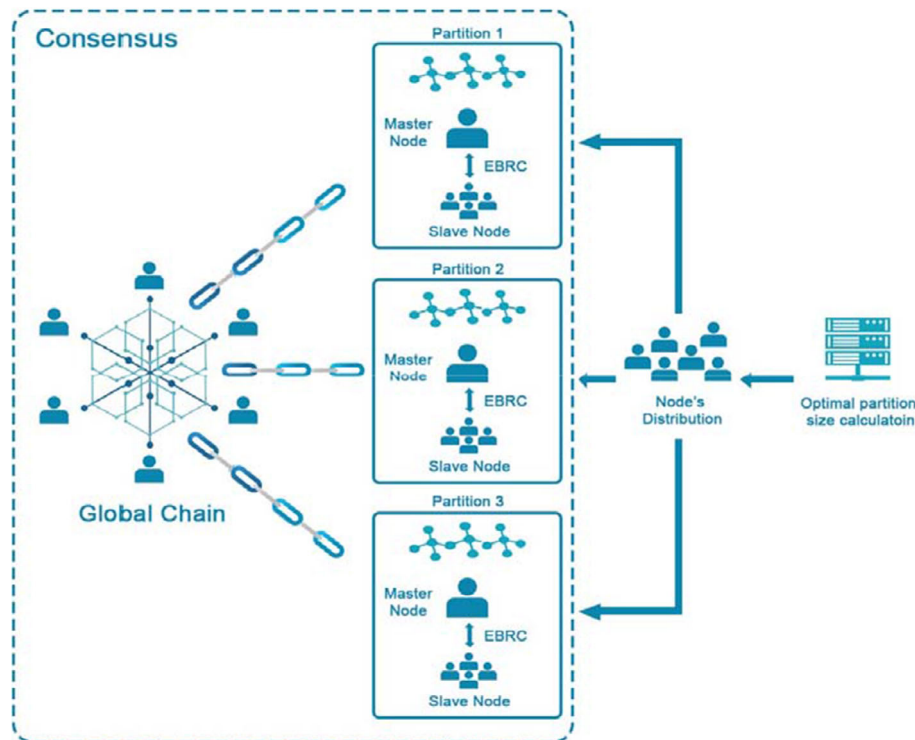 Consensus
Partition 1
Master
Node
EBRC
Slave Node
Partition 2
Master
Node
EBRC
Slave Node
Partition 3
Master
Node
EBRC
Slave Node
Global Chain
Node's
Distribution
Optimal partition
size calculatoin